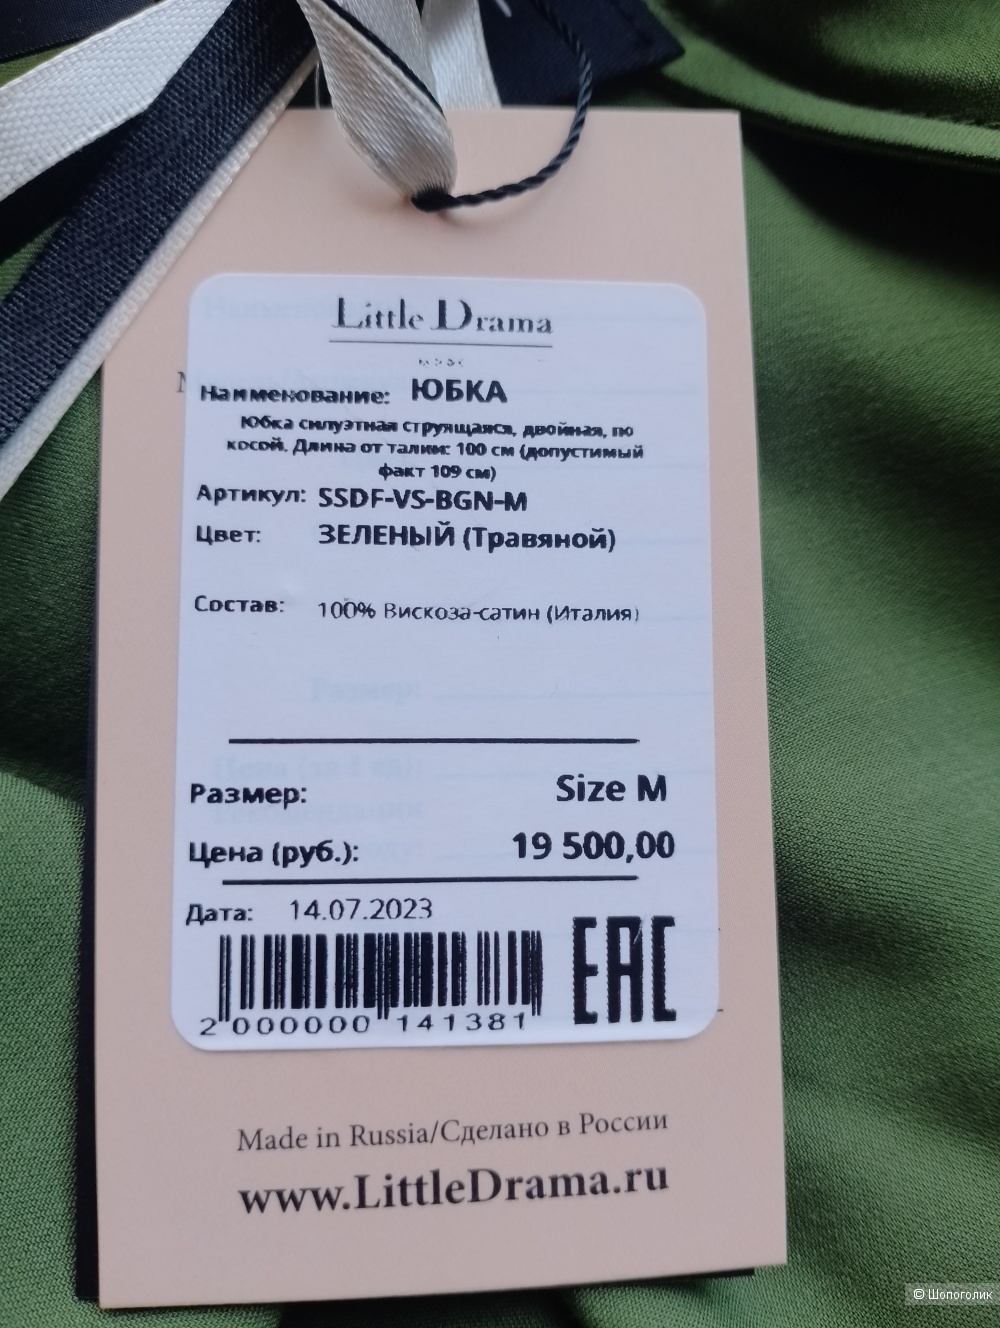 Little Drama
Наименование: ЮБКА
Юбка силуэтная струящаяся, двойная, по
косой. Длина от талии: 100 см (допустимый
факт 109 см)
Артикул: SSDF-VS-BGN-M
Цвет: ЗЕЛЕНЫЙ (Травяной)
Состав: 100% Вискоза-сатин (Италия)
Размер: Size M
Цена (руб.): 19 500,00
Дата: 14.07.2023
EAC
2 000000 141381
Made in Russia/Сделано в России
www.LittleDrama.ru
© Шопоголик